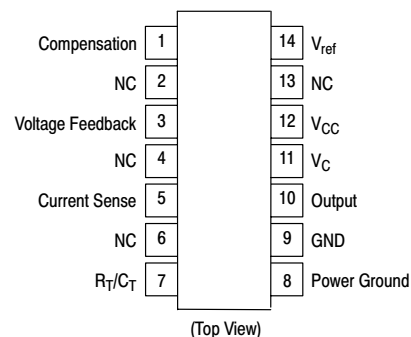 Compensation 1 14 Vref
NC 2 13 NC
Voltage Feedback 3 12 VCC
NC 4 11 VC
Current Sense 5 10 Output
NC 6 9 GND
RT/CT 7 8 Power Ground
(Top View)